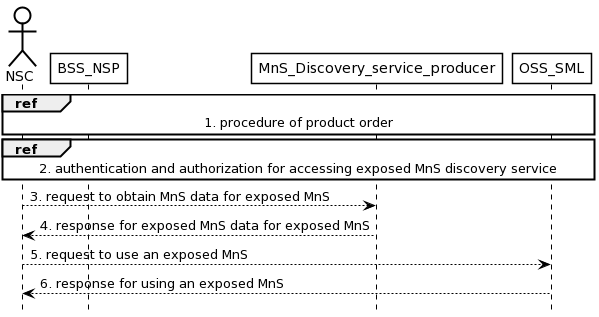 NSC
BSS_NSP
MnS_Discovery_service_producer
OSS_SML
ref
1. procedure of product order
ref
2. authentication and authorization for accessing exposed MnS discovery service
3. request to obtain MnS data for exposed MnS
4. response for exposed MnS data for exposed MnS
5. request to use an exposed MnS
6. response for using an exposed MnS